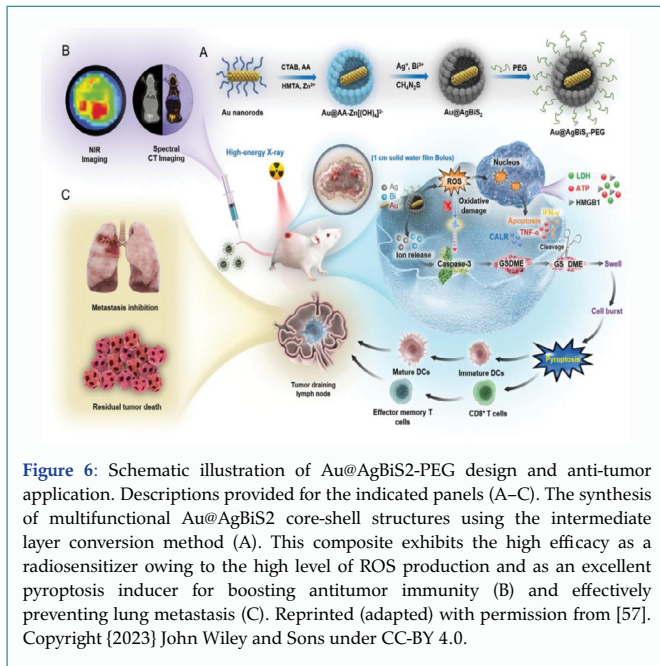 B
A
CTAB, AA
HMTA, Zn²⁺
Ag⁺, Bi³⁺
CH₄N₂S
PEG
Au nanorods
Au@AA-Zn[(OH)₄]²⁻
Au@AgBiS₂
Au@AgBiS₂-PEG
NIR
Imaging
Spectral
CT Imaging
High-energy X-ray
(1 cm solid water film Bolus)
Nucleus
ROS
Ag
Bi
Au
Oxidative
damage
LDH
ATP
HMGB1
Apoptosis
IFN-γ
TNF-α
CALR
Cleavage
Ion release
Caspase-3
GSDME
GS DME
Swell
Cell burst
Pyroptosis
C
Metastasis inhibition
Residual tumor death
Tumor draining
lymph node
Mature DCs
Immature DCs
Effector memory T
cells
CD8⁺ T cells
Figure 6: Schematic illustration of Au@AgBiS2-PEG design and anti-tumor
application. Descriptions provided for the indicated panels (A–C). The synthesis
of multifunctional Au@AgBiS2 core-shell structures using the intermediate
layer conversion method (A). This composite exhibits the high efficacy as a
radiosensitizer owing to the high level of ROS production and as an excellent
pyroptosis inducer for boosting antitumor immunity (B) and effectively
preventing lung metastasis (C). Reprinted (adapted) with permission from [57].
Copyright {2023} John Wiley and Sons under CC-BY 4.0.